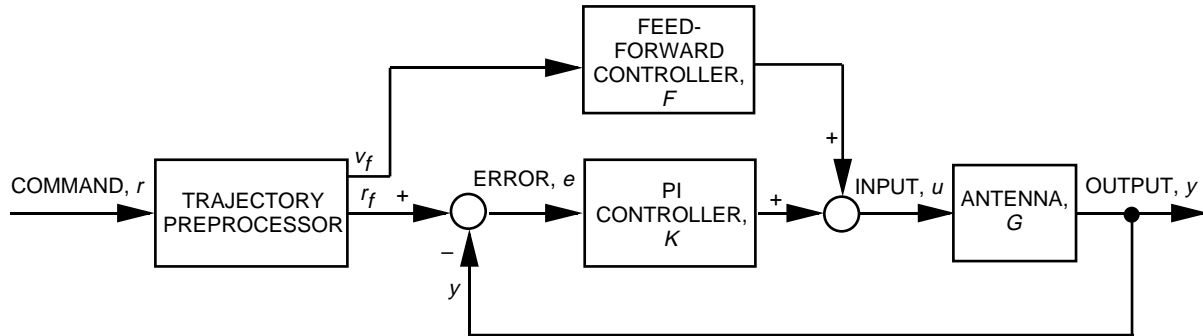 FEED-
FORWARD
CONTROLLER,
F
+
v_f
COMMAND, r
TRAJECTORY
PREPROCESSOR
r_f
+
ERROR, e
PI
CONTROLLER,
K
+
INPUT, u
ANTENNA,
G
OUTPUT, y
–
y